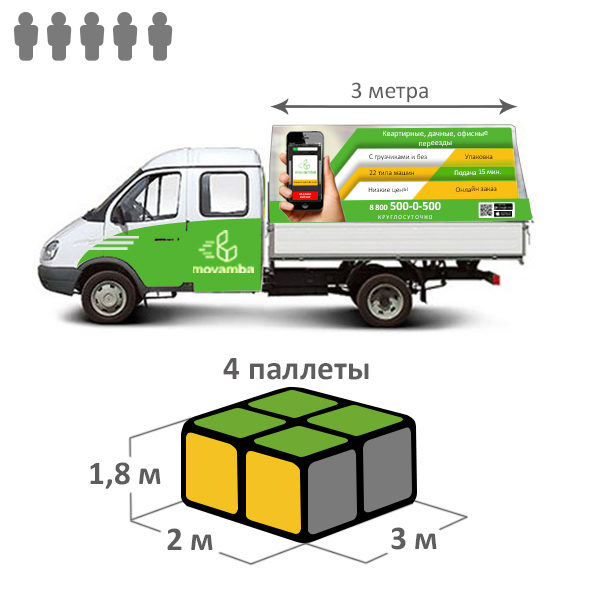 3 метра
Квартирные, дачные, офисные
переезды
С грузчиками и без
Упаковка
22 типа машин
Подача 15 мин.
Низкие цены
Онлайн заказ
8 800 500-0-500
КРУГЛОСУТОЧНО
movamba
movamba
4 паллеты
1,8 м
2 м
3 м